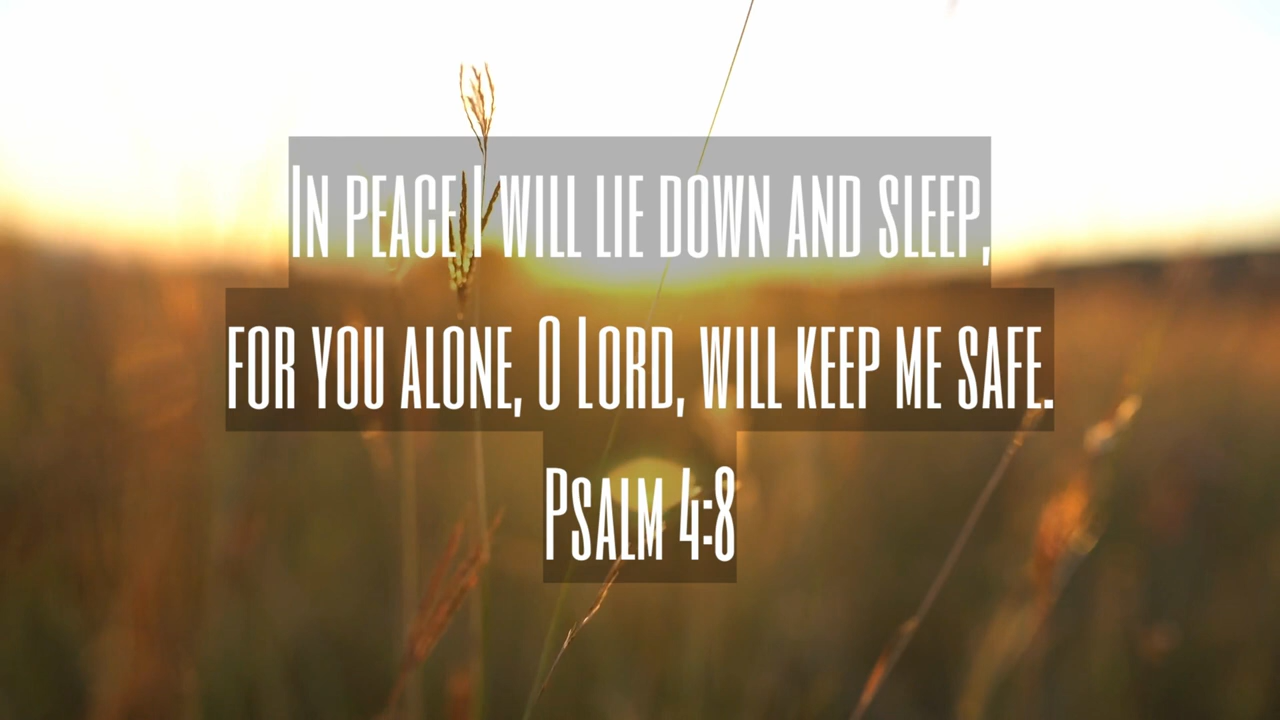 In peace I will lie down and sleep,
for you alone, O Lord, will keep me safe.
Psalm 4:8